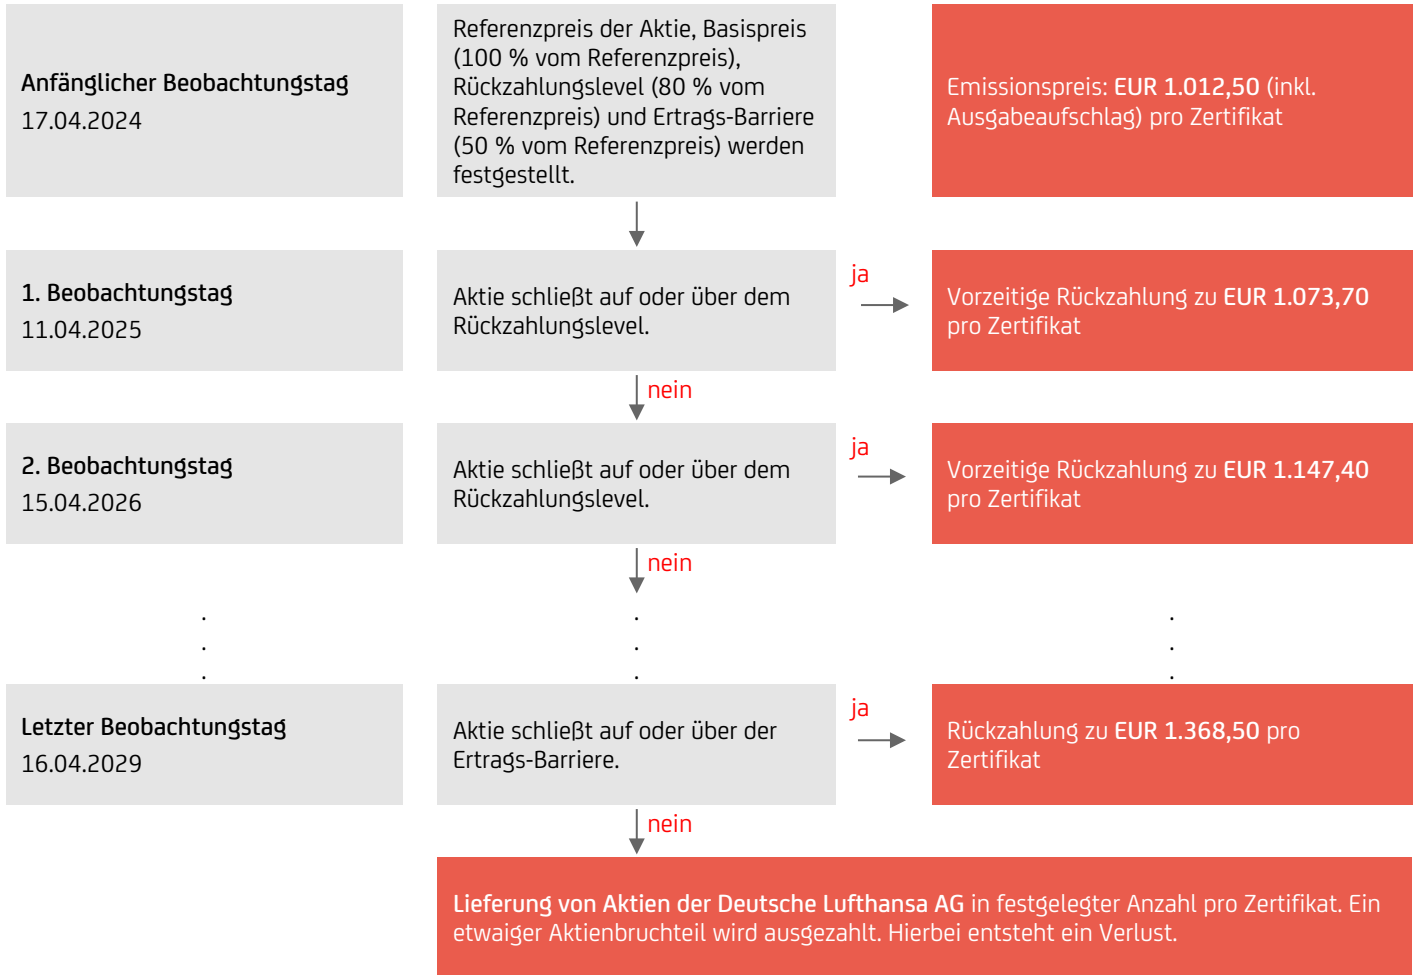 Anfänglicher Beobachtungstag
17.04.2024
Referenzpreis der Aktie, Basispreis
(100 % vom Referenzpreis),
Rückzahlungslevel (80 % vom
Referenzpreis) und Ertrags-Barriere
(50 % vom Referenzpreis) werden
festgestellt.
Emissionspreis: EUR 1.012,50 (inkl.
Ausgabeaufschlag) pro Zertifikat
1. Beobachtungstag
11.04.2025
Aktie schließt auf oder über dem
Rückzahlungslevel.
ja
Vorzeitige Rückzahlung zu EUR 1.073,70
pro Zertifikat
nein
2. Beobachtungstag
15.04.2026
Aktie schließt auf oder über dem
Rückzahlungslevel.
ja
Vorzeitige Rückzahlung zu EUR 1.147,40
pro Zertifikat
nein
. . .
. . .
. . .
Letzter Beobachtungstag
16.04.2029
Aktie schließt auf oder über der
Ertrags-Barriere.
ja
Rückzahlung zu EUR 1.368,50 pro
Zertifikat
nein
Lieferung von Aktien der Deutsche Lufthansa AG in festgelegter Anzahl pro Zertifikat. Ein
etwaiger Aktienbruchteil wird ausgezahlt. Hierbei entsteht ein Verlust.